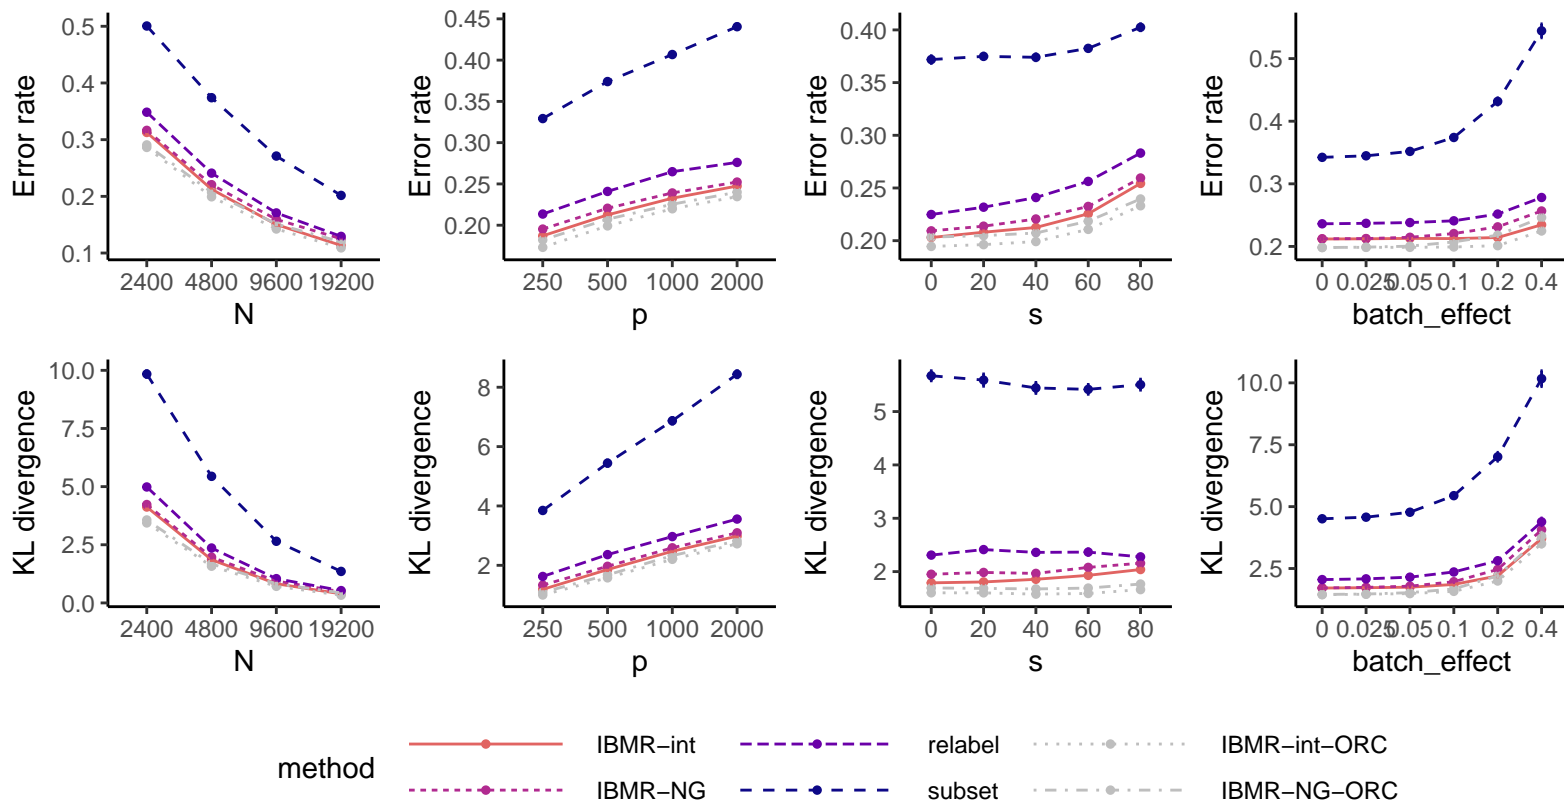 0.5
0.4
0.3
0.2
0.1
Error rate
2400 4800 9600 19200
N
0.45
0.40
0.35
0.30
0.25
0.20
Error rate
250 500 1000 2000
p
0.40
0.35
0.30
0.25
0.20
Error rate
0 20 40 60 80
s
0.5
0.4
0.3
0.2
Error rate
0 0.025 0.05 0.1 0.2 0.4
batch_effect
10.0
7.5
5.0
2.5
0.0
KL divergence
2400 4800 9600 19200
N
8
6
4
2
KL divergence
250 500 1000 2000
p
5
4
3
2
KL divergence
0 20 40 60 80
s
10.0
7.5
5.0
2.5
KL divergence
0 0.025 0.05 0.1 0.2 0.4
batch_effect
method
IBMR−int relabel IBMR−int−ORC
IBMR−NG subset IBMR−NG−ORC